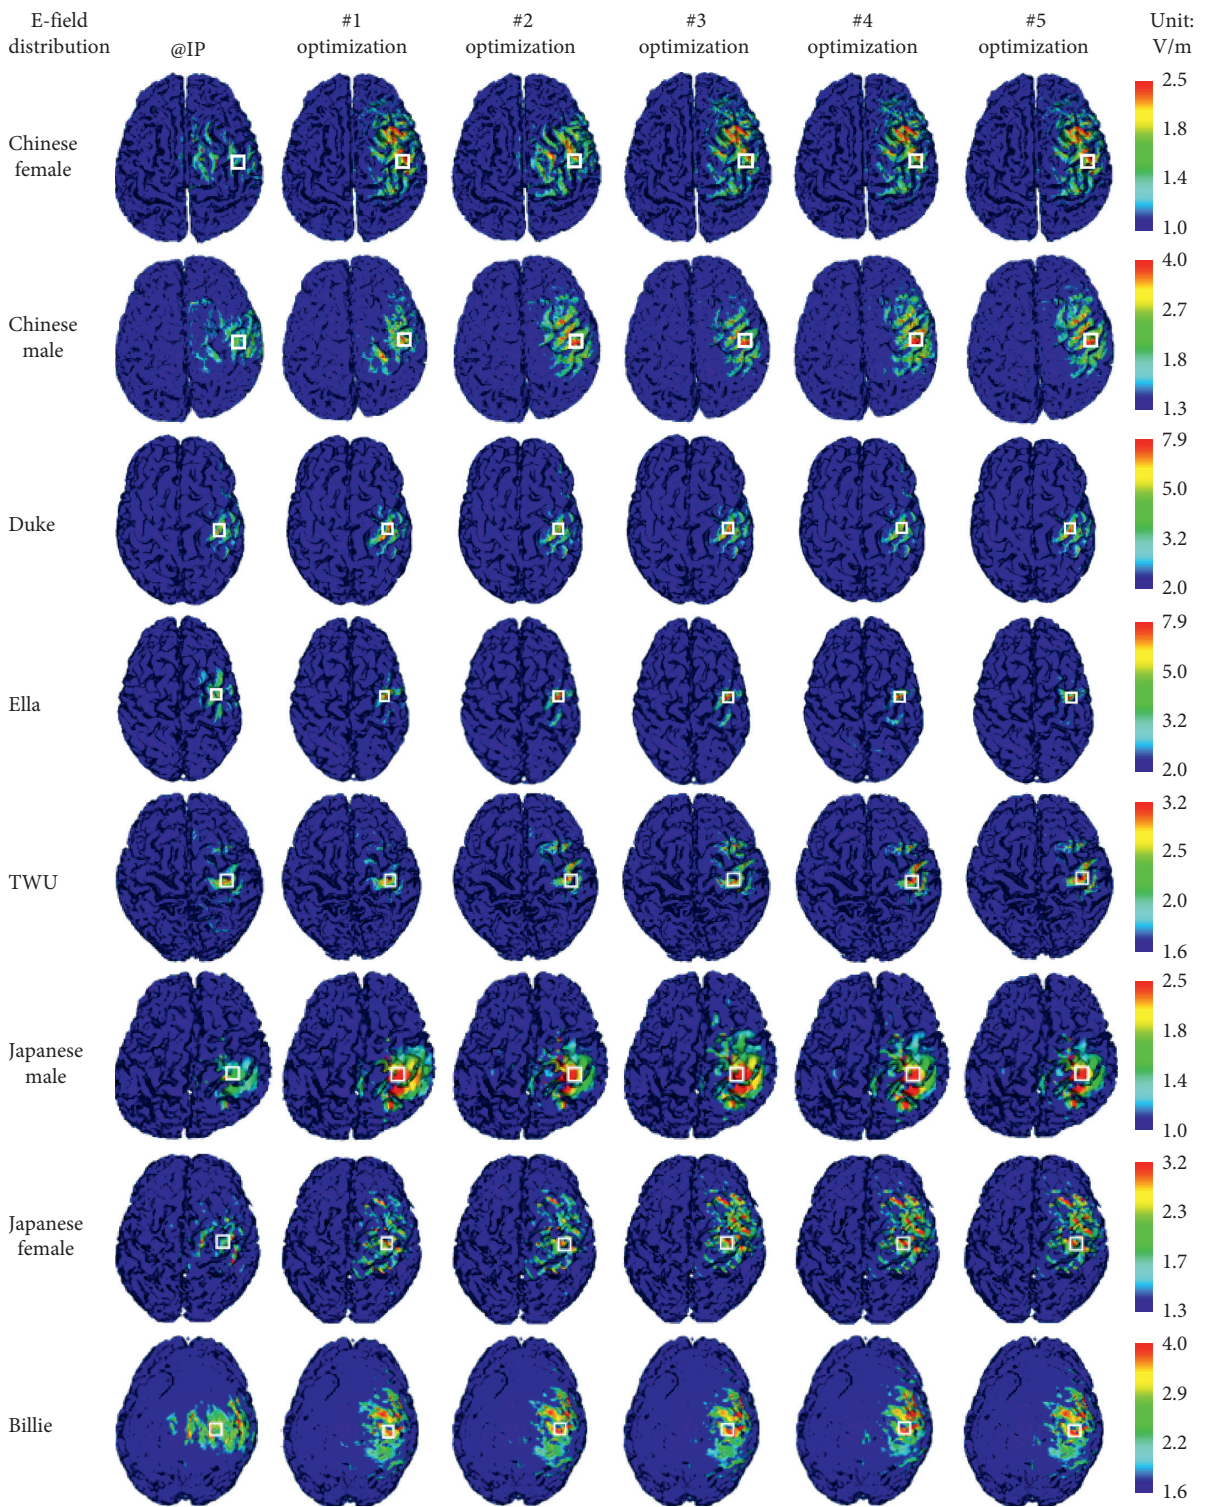 E-field
distribution
@IP
#1
optimization
#2
optimization
#3
optimization
#4
optimization
#5
optimization
Unit:
V/m
Chinese
female
2.5
1.8
1.4
1.0
Chinese
male
4.0
2.7
1.8
1.3
Duke
7.9
5.0
3.2
2.0
Ella
7.9
5.0
3.2
2.0
TWU
3.2
2.5
2.0
1.6
Japanese
male
2.5
1.8
1.4
1.0
Japanese
female
3.2
2.3
1.7
1.3
Billie
4.0
2.9
2.2
1.6